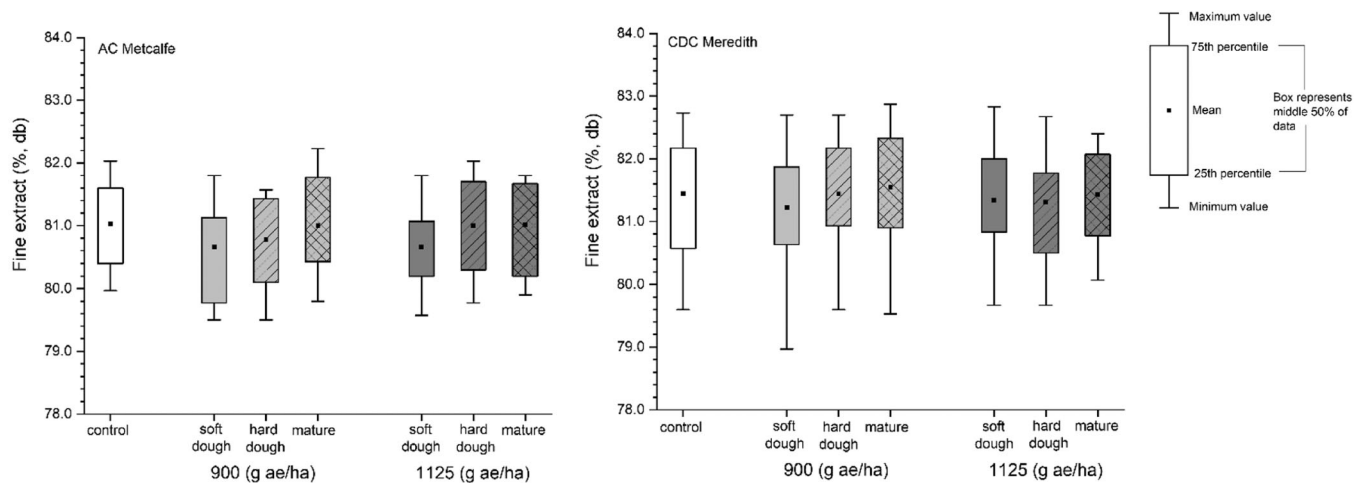 AC Metcalfe
Fine extract (%, db)
84.0
83.0
82.0
81.0
80.0
79.0
78.0
control
soft
dough
hard
dough
mature
soft
dough
hard
dough
mature
900 (g ae/ha)
1125 (g ae/ha)
CDC Meredith
Fine extract (%, db)
84.0
83.0
82.0
81.0
80.0
79.0
78.0
control
soft
dough
hard
dough
mature
soft
dough
hard
dough
mature
900 (g ae/ha)
1125 (g ae/ha)
Maximum value
75th percentile
Mean
Box represents
middle 50% of
data
25th percentile
Minimum value